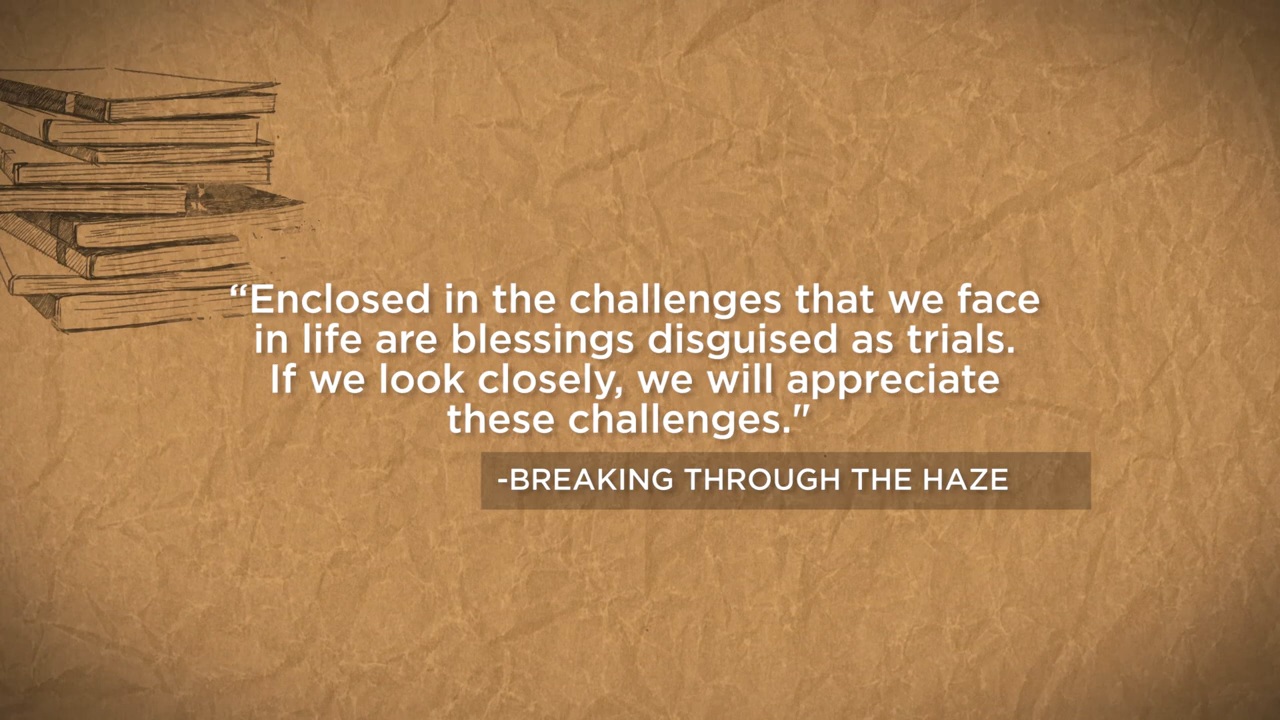 “Enclosed in the challenges that we face
in life are blessings disguised as trials.
If we look closely, we will appreciate
these challenges."
-BREAKING THROUGH THE HAZE